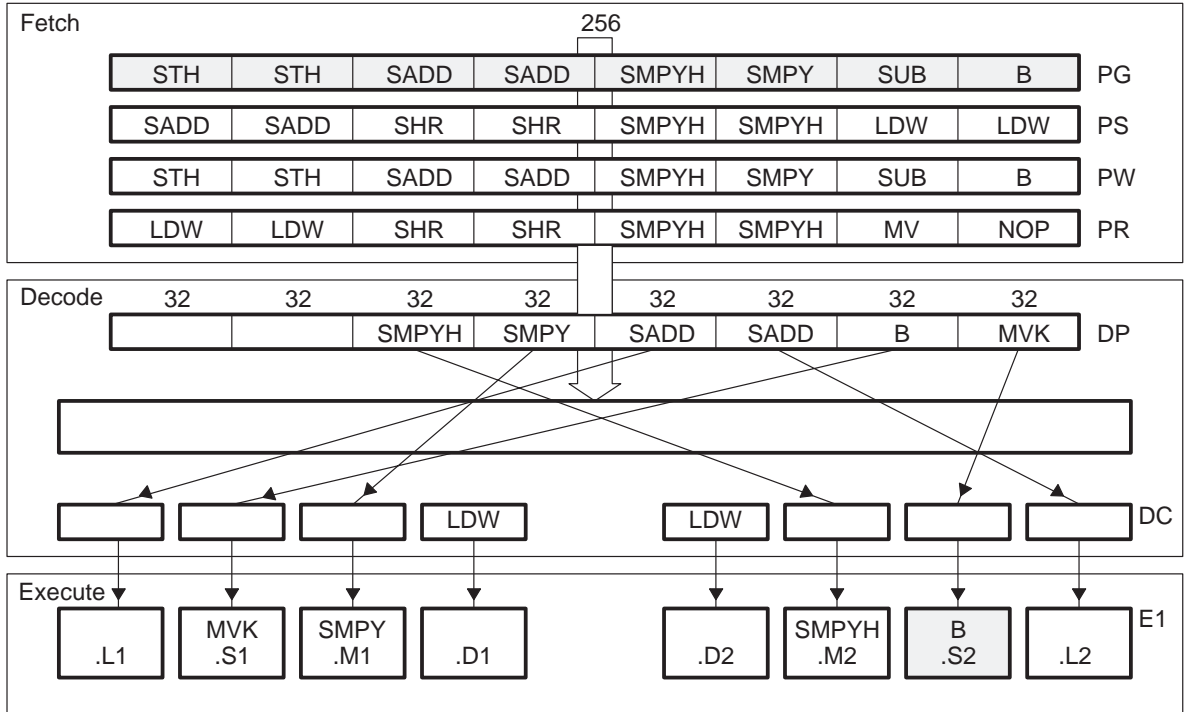 Fetch
256
STH STH SADD SADD SMPYH SMPY SUB B PG
SADD SADD SHR SHR SMPYH SMPYH LDW LDW PS
STH STH SADD SADD SMPYH SMPY SUB B PW
LDW LDW SHR SHR SMPYH SMPYH MV NOP PR
Decode 32 32 32 32 32 32 32 32
SMPYH SMPY SADD SADD B MVK DP
LDW LDW DC
Execute
E1
MVK SMPY SMPYH B
.L1 .S1 .M1 .D1 .D2 .M2 .S2 .L2